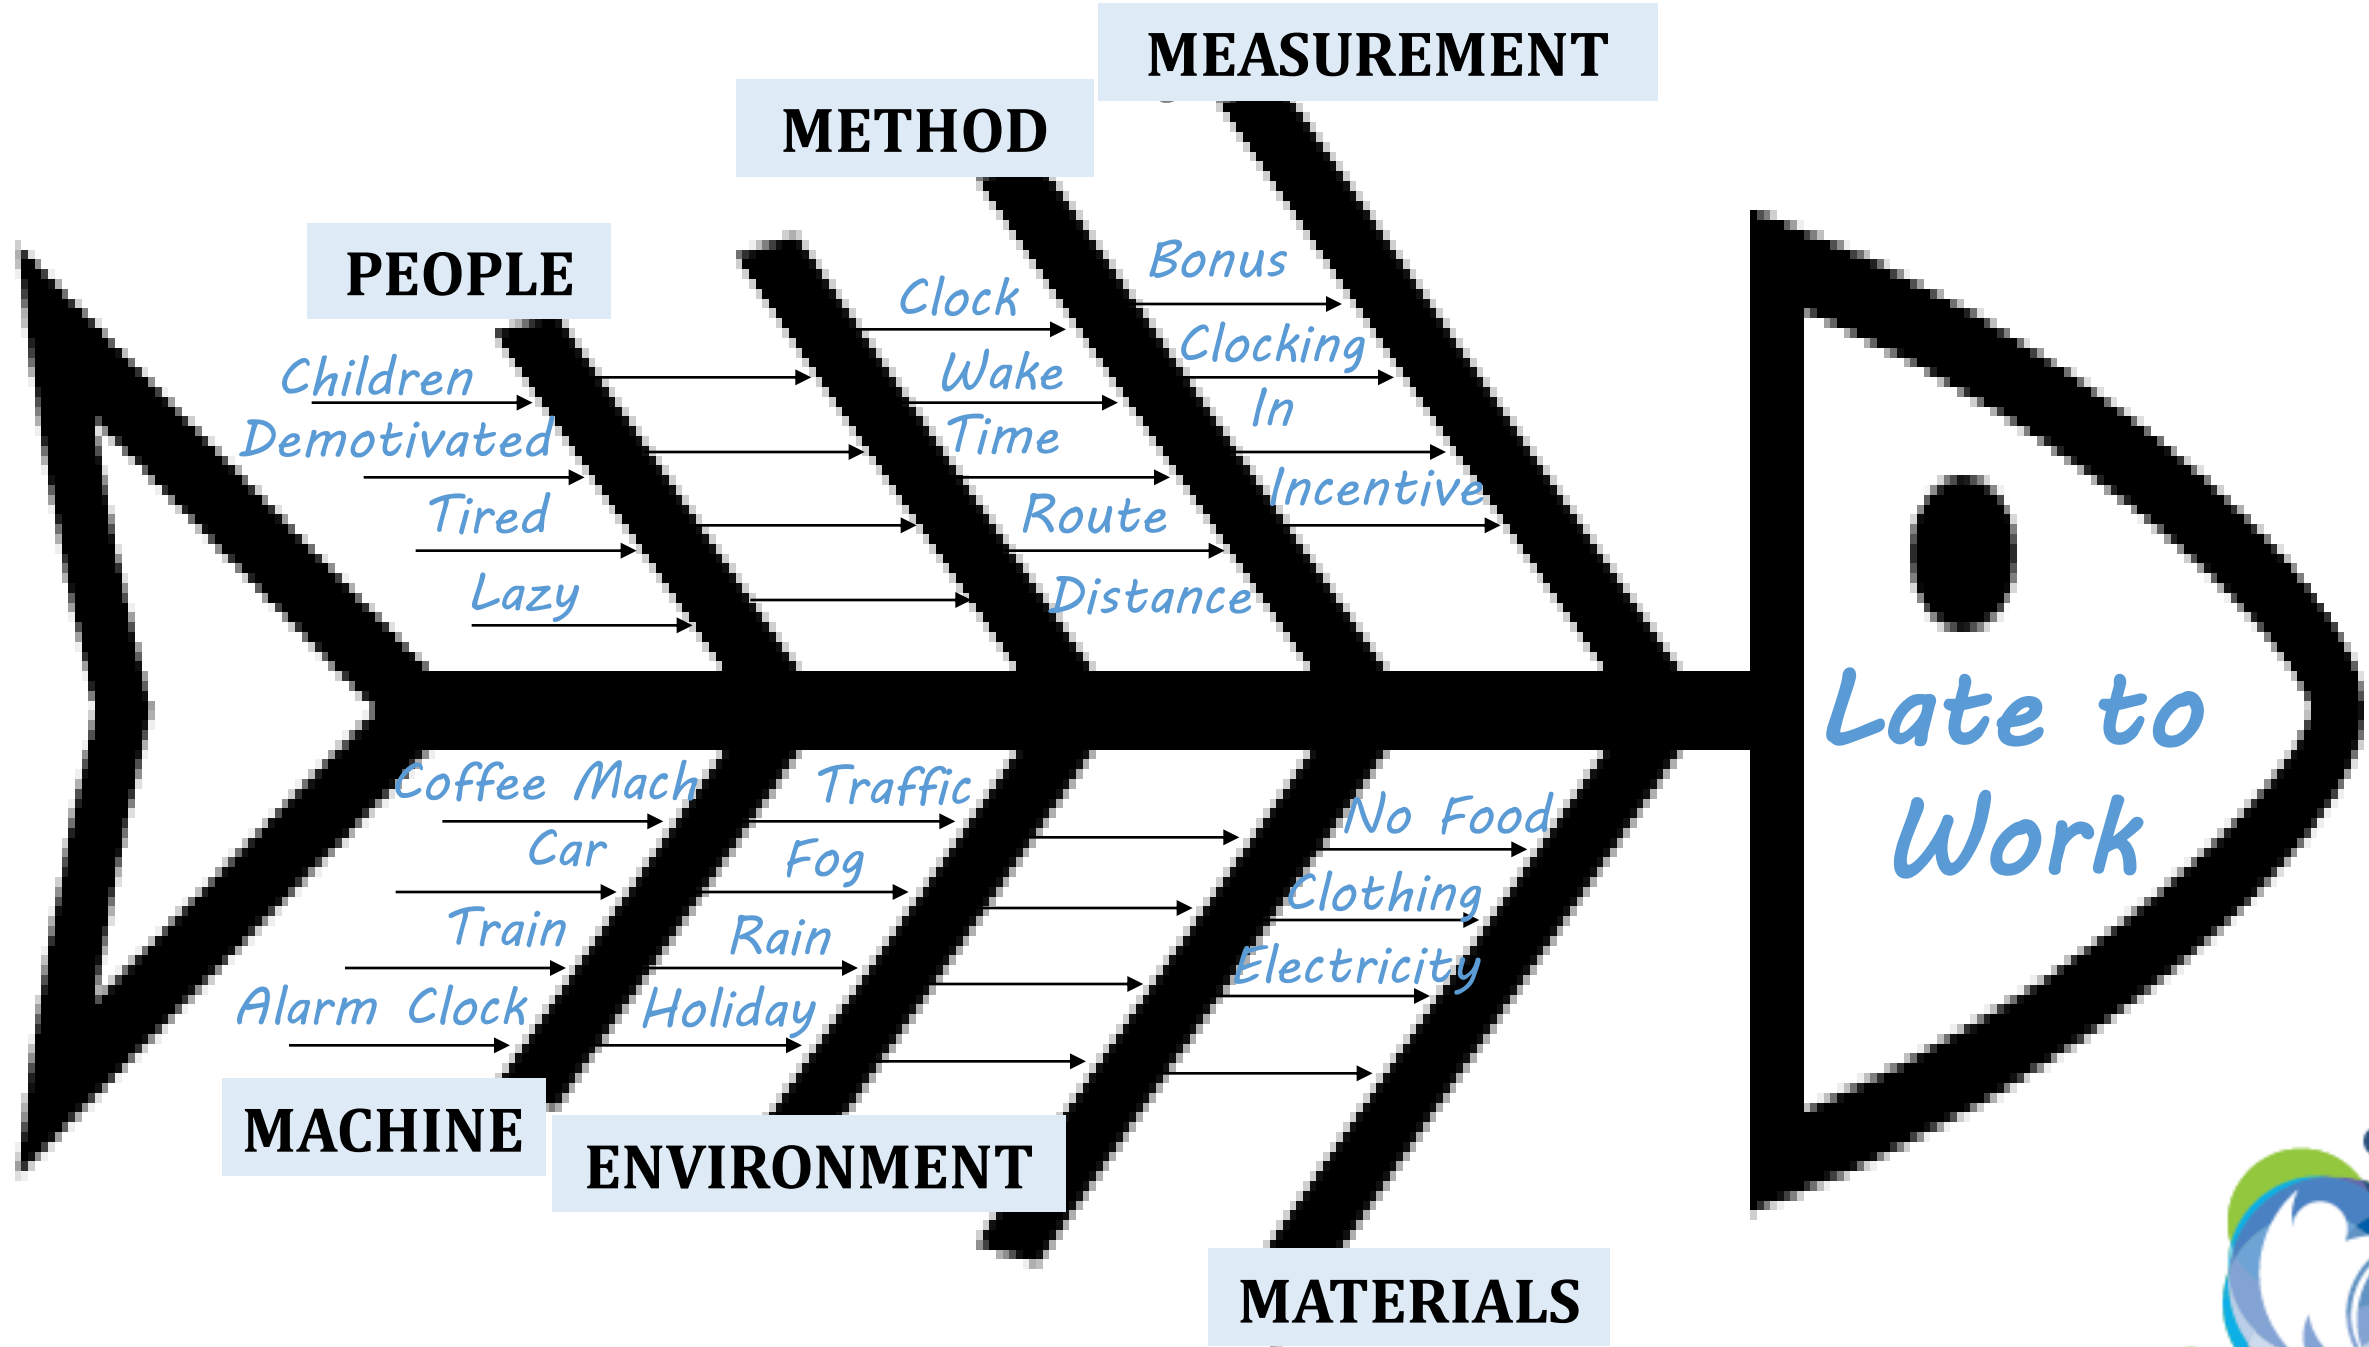 MEASUREMENT
METHOD
PEOPLE
Bonus
Clocking
In
Incentive
Clock
Wake
Time
Route
Distance
Children
Demotivated
Tired
Lazy
Late to
Work
Coffee Mach
Car
Train
Alarm Clock
Traffic
Fog
Rain
Holiday
No Food
Clothing
Electricity
MACHINE
ENVIRONMENT
MATERIALS